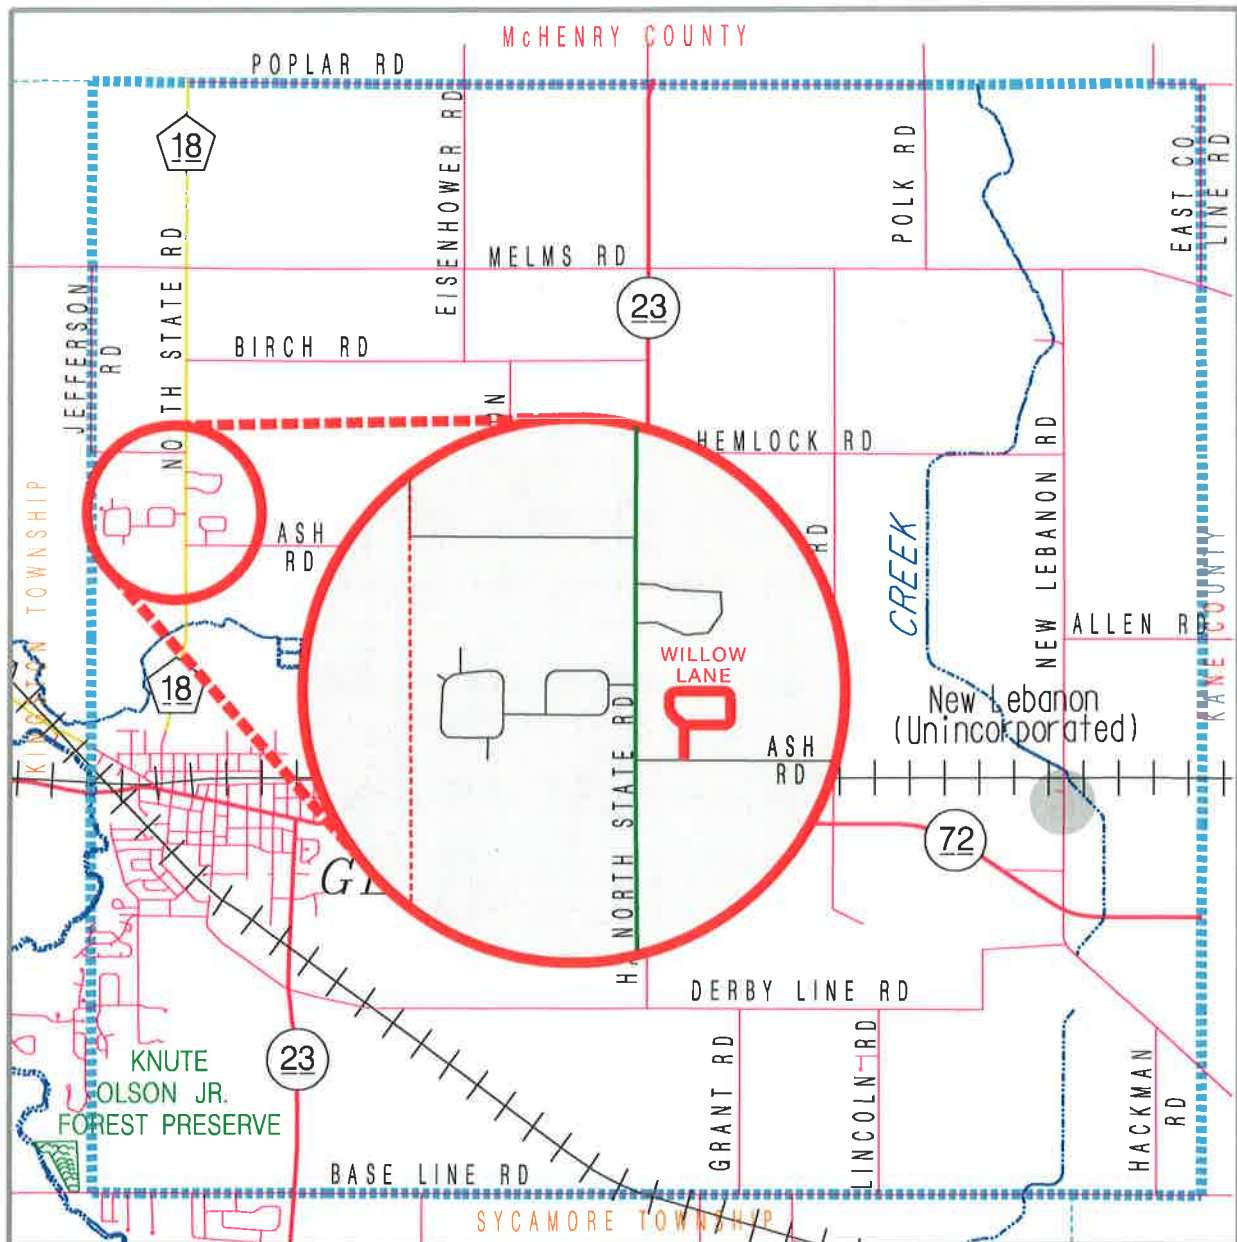 McHENRY COUNTY
POPLAR RD
18
EISENHOWER RD
POLK RD
EAST CO.
LINE RD
NORTH STATE RD
MELMS RD
23
JEFFERSON
RD
BIRCH RD
HEMLOCK RD
NEW LEBANON RD
KINGSTON TOWNSHIP
ASH
RD
RD
CREEK
KANE COUNTY
ALLEN RD
WILLOW
LANE
18
New Lebanon
(Unincorporated)
NORTH STATE RD
ASH
RD
72
DERBY LINE RD
KNUTE
OLSON JR.
FOREST PRESERVE
23
GRANT RD
LINCOLN RD
HACKMAN
RD
BASE LINE RD
SYCAMORE TOWNSHIP